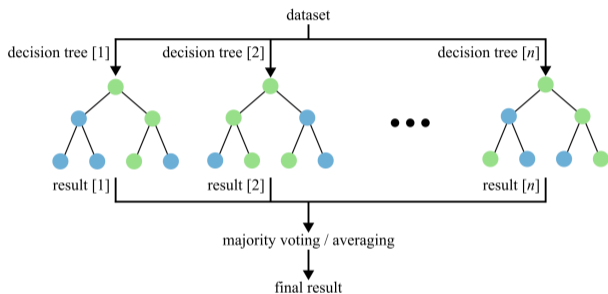 dataset
decision tree [1] decision tree [2] decision tree [n]
result [1] result [2] result [n]
majority voting / averaging
final result